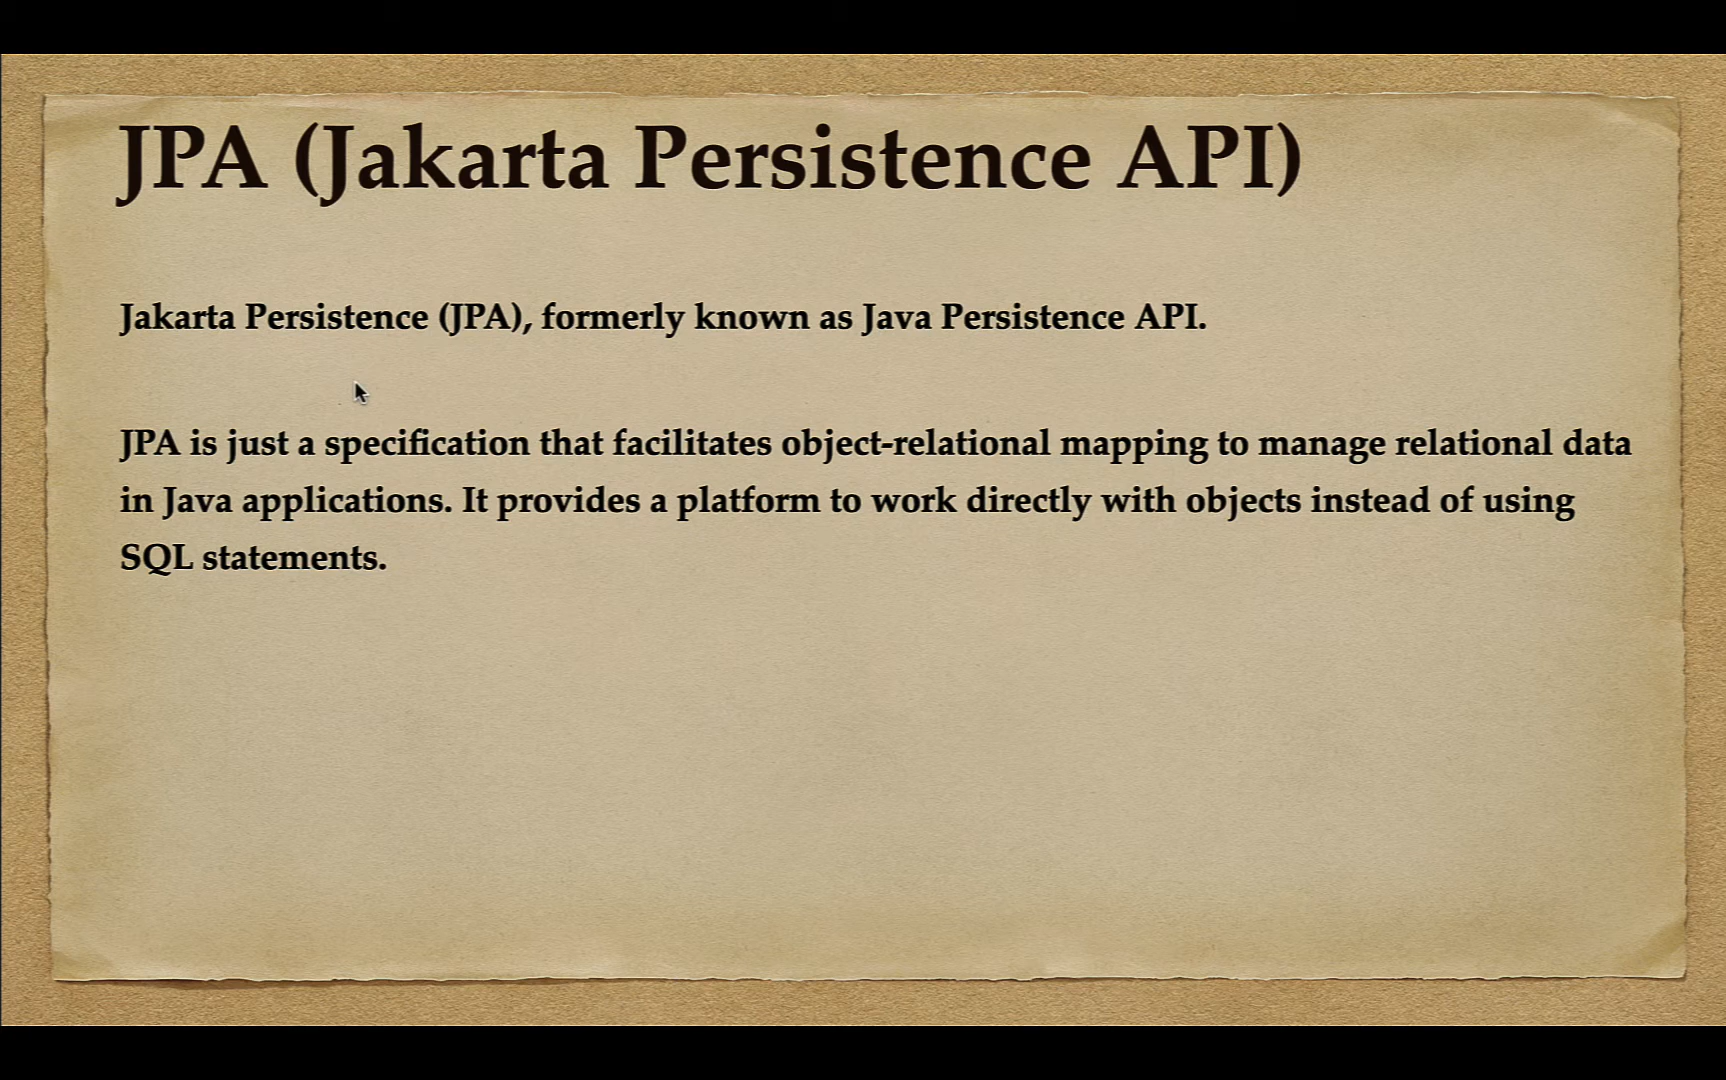 JPA (Jakarta Persistence API)
Jakarta Persistence (JPA), formerly known as Java Persistence API.
JPA is just a specification that facilitates object-relational mapping to manage relational data
in Java applications. It provides a platform to work directly with objects instead of using
SQL statements.